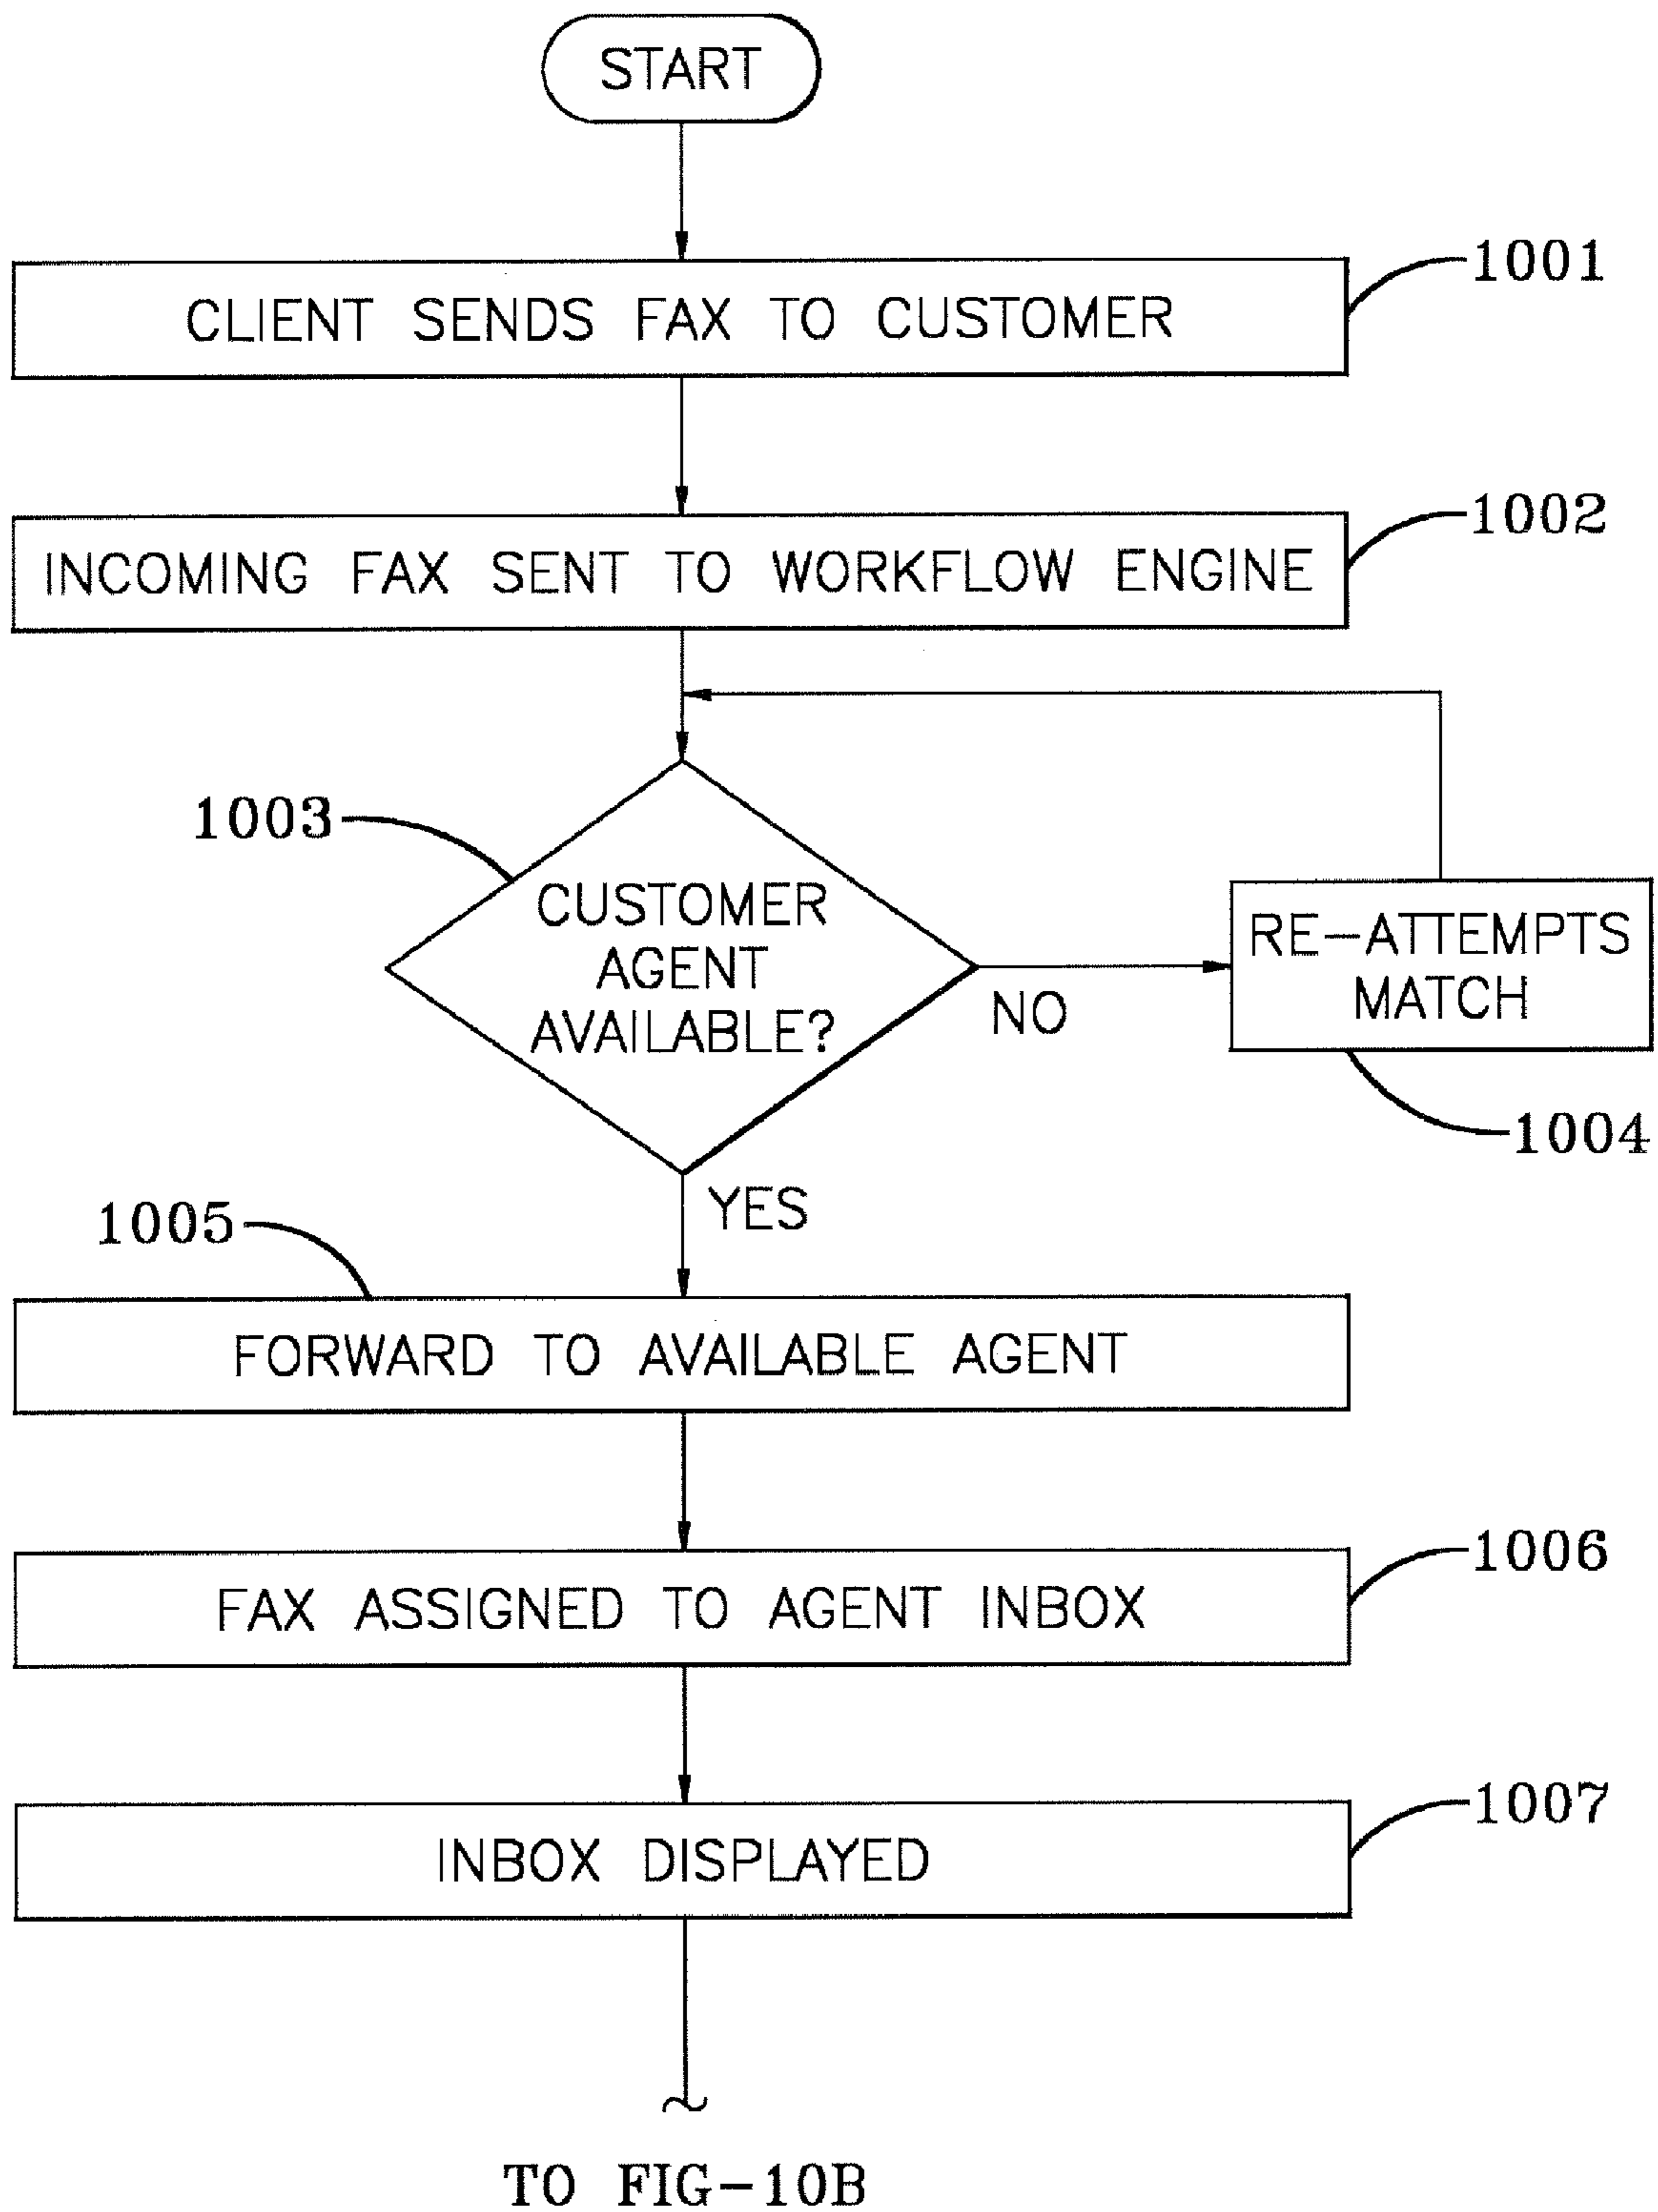 START
1001
CLIENT SENDS FAX TO CUSTOMER
1002
INCOMING FAX SENT TO WORKFLOW ENGINE
1003
CUSTOMER
AGENT
AVAILABLE?
NO
RE-ATTEMPTS
MATCH
1004
YES
1005
FORWARD TO AVAILABLE AGENT
1006
FAX ASSIGNED TO AGENT INBOX
1007
INBOX DISPLAYED
TO FIG-10B